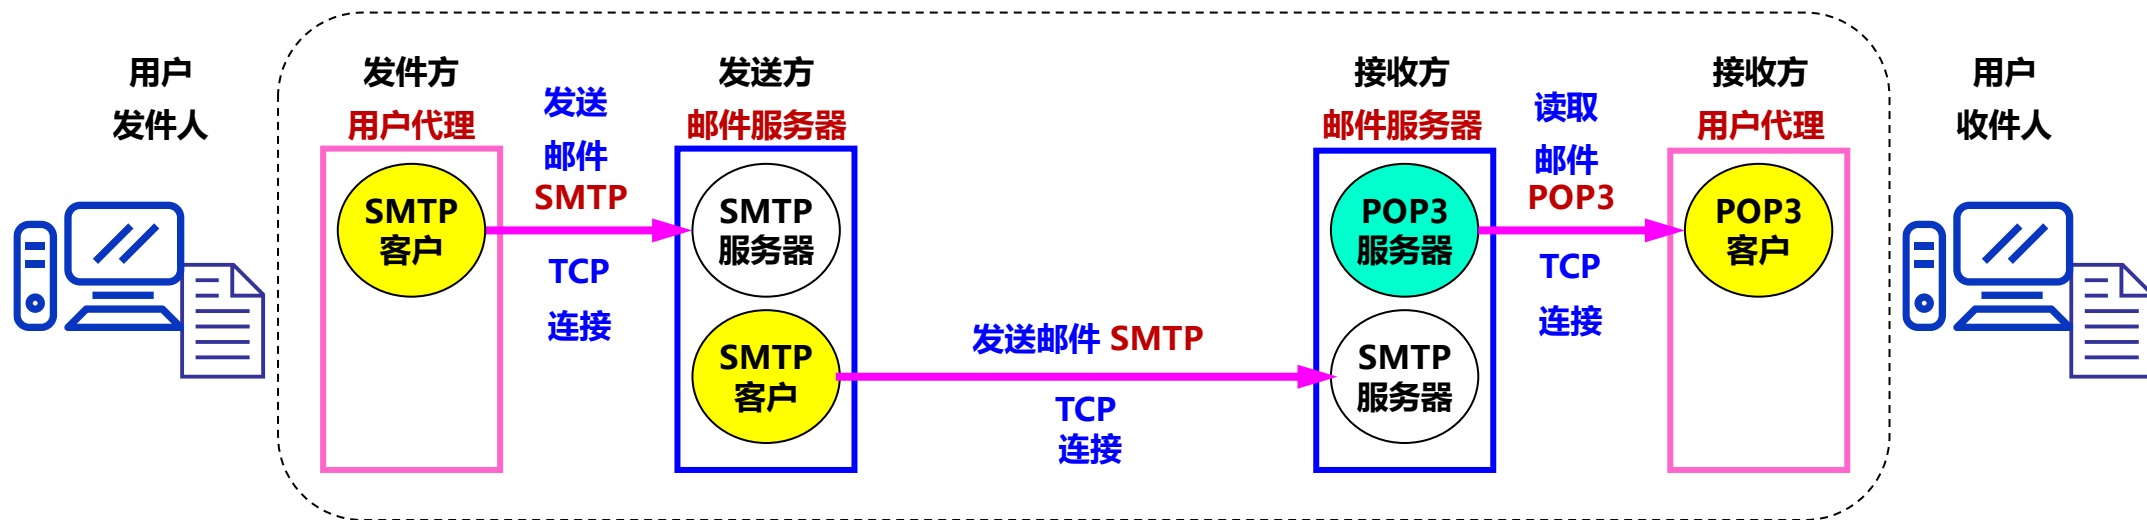 用户
发件人
发件方
用户代理
发送
邮件
SMTP
TCP
连接
SMTP
客户
发送方
邮件服务器
SMTP
服务器
SMTP
客户
发送邮件 SMTP
TCP
连接
接收方
邮件服务器
POP3
服务器
SMTP
服务器
读取
邮件
POP3
TCP
连接
接收方
用户代理
POP3
客户
用户
收件人